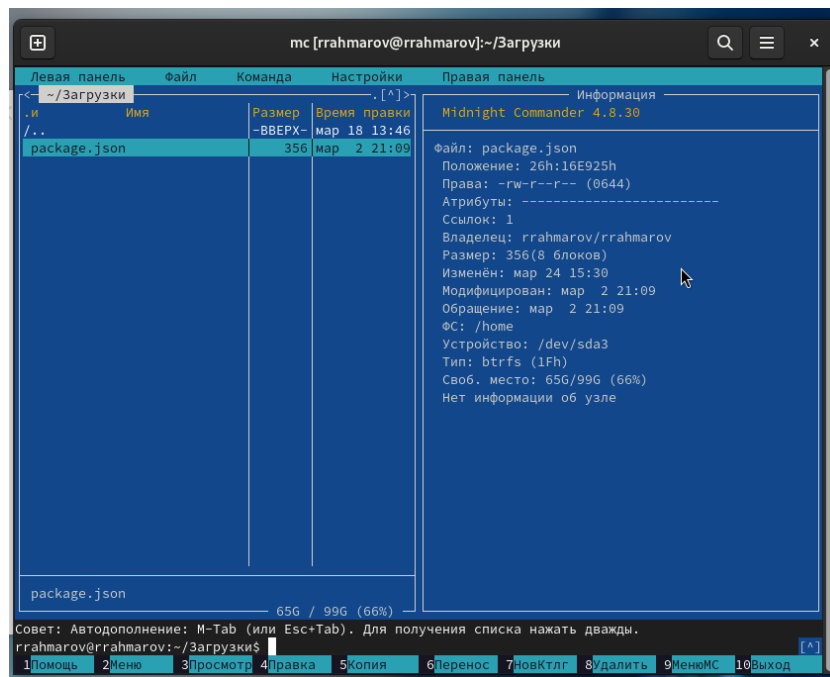 mc [rrahmarov@rrahmarov]:~/Загрузки
Левая панель Файл Команда Настройки Правая панель
<— ~/Загрузки .[^]>
.и Имя Размер Время правки
/.. -ВВЕРХ- мар 18 13:46
package.json 356 мар 2 21:09
package.json
65G / 99G (66%)
Информация
Midnight Commander 4.8.30
Файл: package.json
Положение: 26h:16E925h
Права: -rw-r--r-- (0644)
Атрибуты: -------------------------
Ссылок: 1
Владелец: rrahmarov/rrahmarov
Размер: 356(8 блоков)
Изменён: мар 24 15:30
Модифицирован: мар 2 21:09
Обращение: мар 2 21:09
ФС: /home
Устройство: /dev/sda3
Тип: btrfs (1Fh)
Своб. место: 65G/99G (66%)
Нет информации об узле
Совет: Автодополнение: M-Tab (или Esc+Tab). Для получения списка нажать дважды.
rrahmarov@rrahmarov:~/Загрузки$ [^]
1Помощь 2Меню 3Просмотр 4Правка 5Копия 6Перенос 7НовКтлг 8Удалить 9МенюMC 10Выход